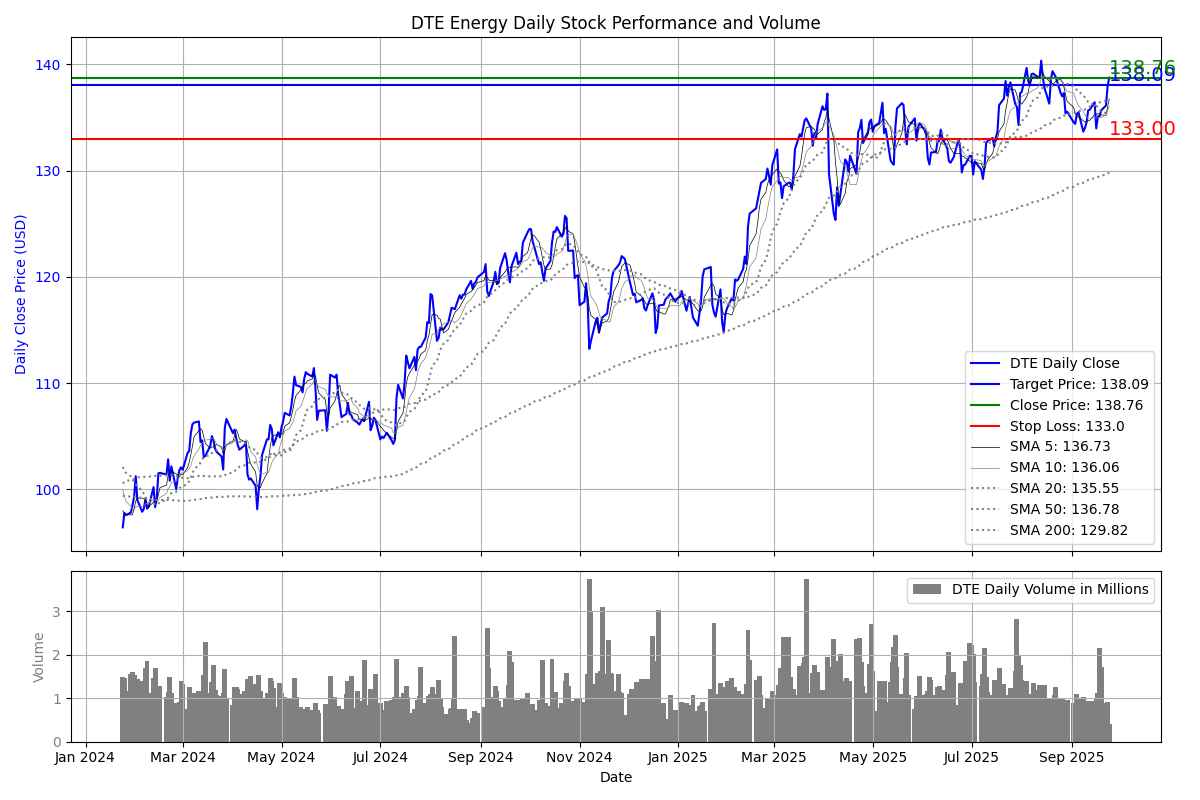 DTE Energy Daily Stock Performance and Volume
Daily Close Price (USD)
140
130
120
110
100
138.76
138.09
133.00
DTE Daily Close
Target Price: 138.09
Close Price: 138.76
Stop Loss: 133.0
SMA 5: 136.73
SMA 10: 136.06
SMA 20: 135.55
SMA 50: 136.78
SMA 200: 129.82
Volume
3
2
1
0
DTE Daily Volume in Millions
Jan 2024 Mar 2024 May 2024 Jul 2024 Sep 2024 Nov 2024 Jan 2025 Mar 2025 May 2025 Jul 2025 Sep 2025
Date